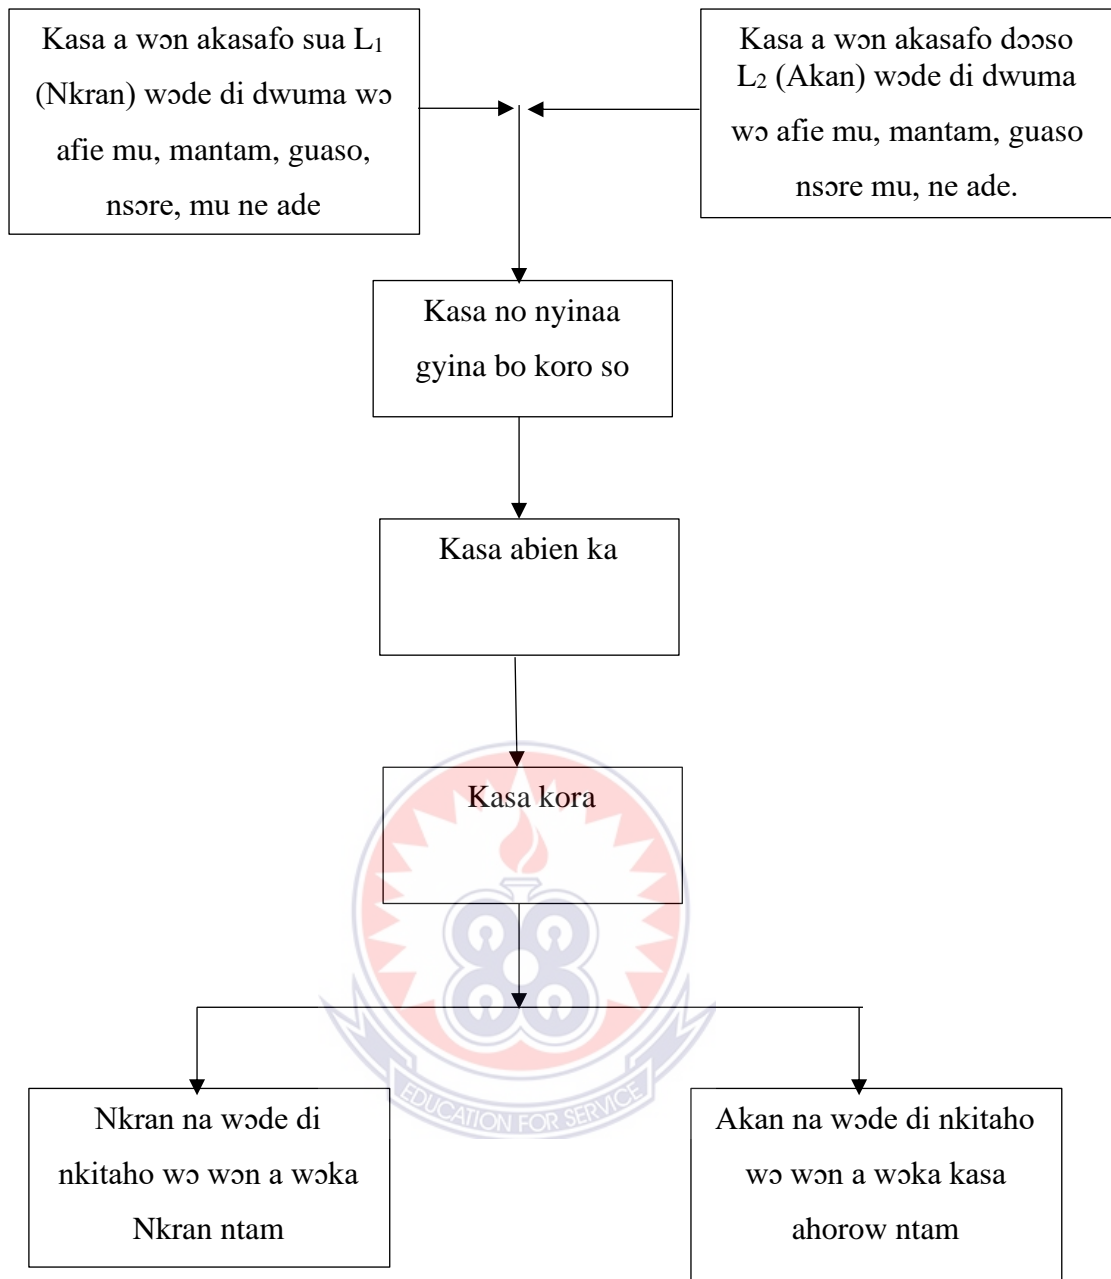 Kasa a wɔn akasafo sua L₁
(Nkran) wɔde di dwuma wɔ
afie mu, mantam, guaso,
nsɔre, mu ne ade
Kasa a wɔn akasafo dɔɔso
L₂ (Akan) wɔde di dwuma
wɔ afie mu, mantam, guaso
nsɔre mu, ne ade.
Kasa no nyinaa
gyina bo koro so
Kasa abien ka
Kasa kora
EDUCATION FOR SERVICE
Nkran na wɔde di
nkitaho wɔ wɔn a wɔka
Nkran ntam
Akan na wɔde di nkitaho
wɔ wɔn a wɔka kasa
ahorow ntam